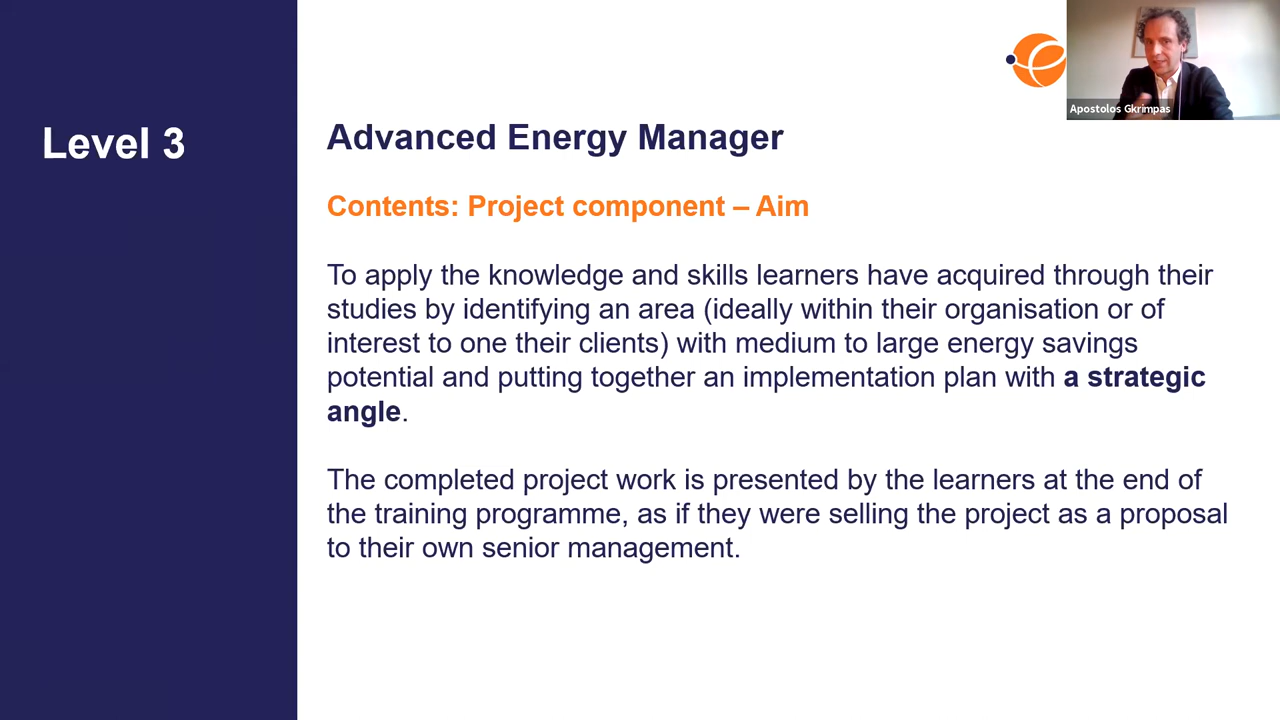 Level 3
Advanced Energy Manager
Contents: Project component – Aim
To apply the knowledge and skills learners have acquired through their
studies by identifying an area (ideally within their organisation or of
interest to one their clients) with medium to large energy savings
potential and putting together an implementation plan with a strategic
angle.
The completed project work is presented by the learners at the end of
the training programme, as if they were selling the project as a proposal
to their own senior management.
Apostolos Gkrimpas